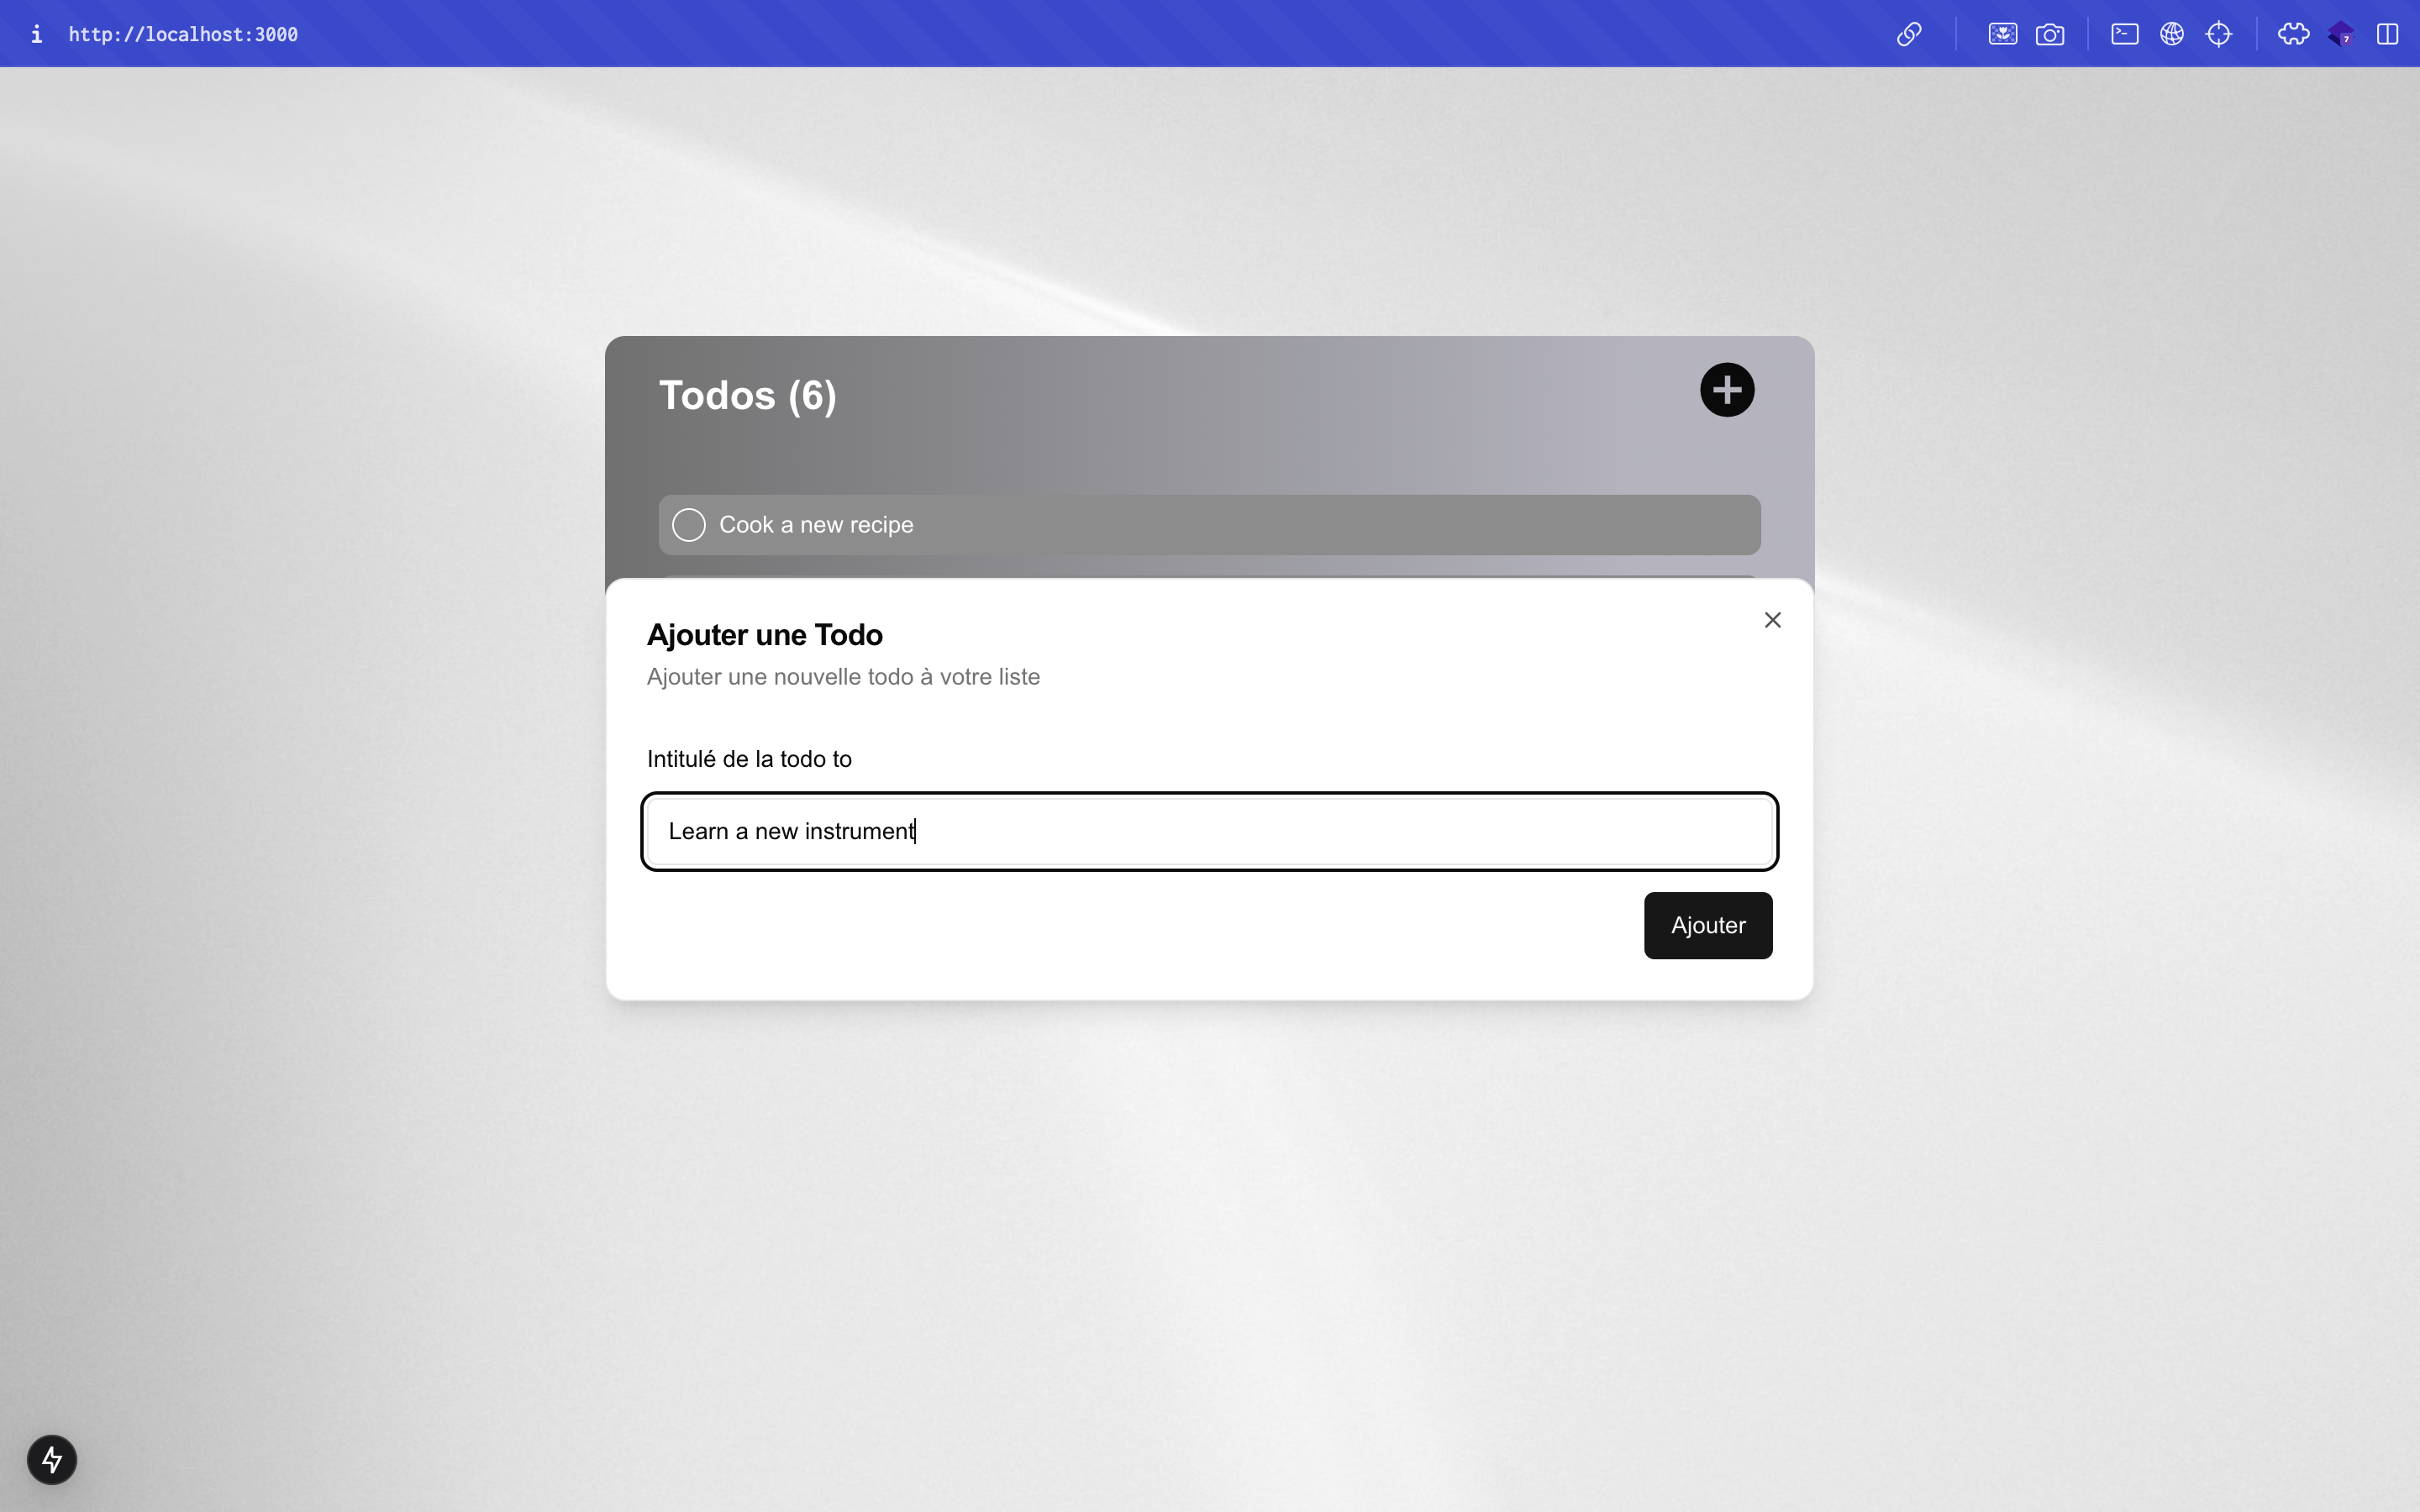 http://localhost:3000
7
Todos (6)
Cook a new recipe
Ajouter une Todo
Ajouter une nouvelle todo à votre liste
Intitulé de la todo to
Learn a new instrument
Ajouter